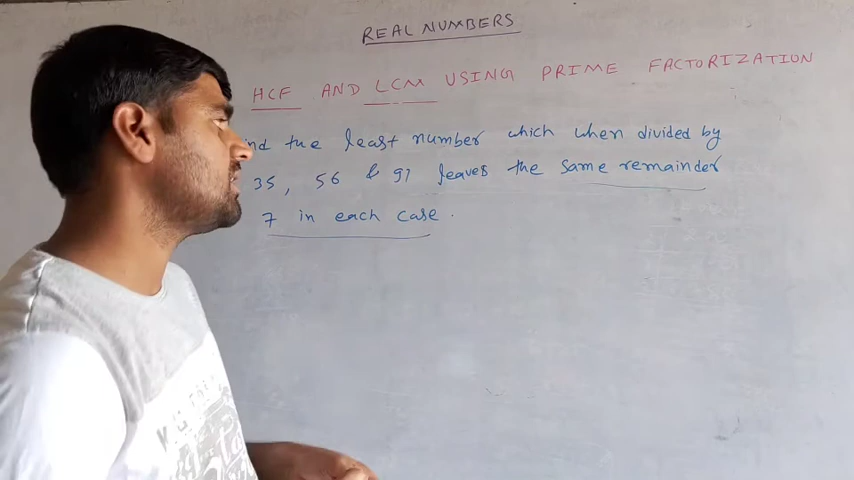 REAL NUMBERS
HCF AND LCM USING PRIME FACTORIZATION
nd the least number which when divided by
35, 56 & 91 leaves the same remainder
7 in each case.